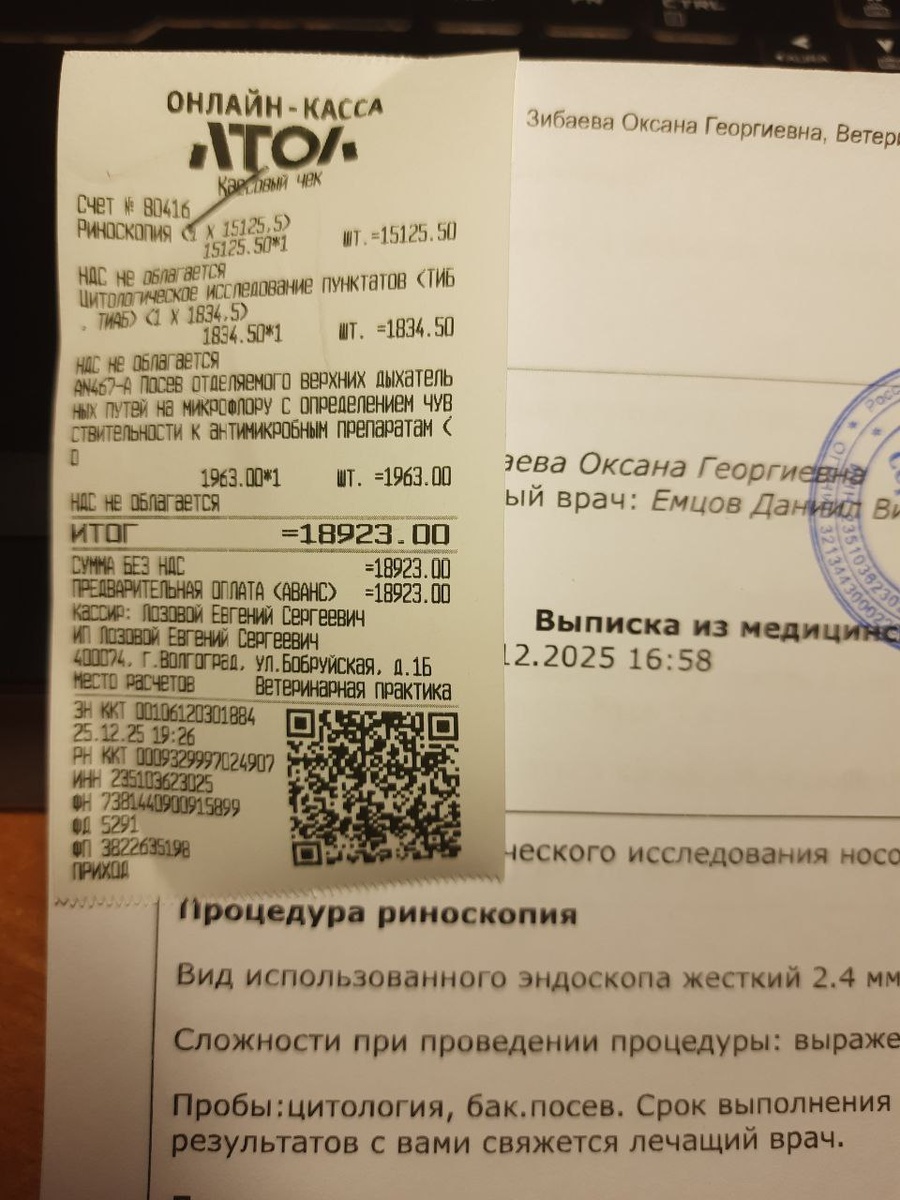 ОНЛАЙН-КАССА
АТОЛ
Кассовый чек
Счет № 80416
Риноскопия (1 X 15125,5)
15125.50*1 шт.=15125.50
НДС не облагается
Цитологическое исследование пунктатов (ТИБ
, ТИАБ) (1 X 1834,5)
1834.50*1 шт. =1834.50
НДС не облагается
AN467-А Посев отделяемого верхних дыхатель
ных путей на микрофлору с определением чув
ствительности к антимикробным препаратам (
0
1963.00*1 шт. =1963.00
НДС не облагается
ИТОГ =18923.00
СУММА БЕЗ НДС =18923.00
ПРЕДВАРИТЕЛЬНАЯ ОПЛАТА (АВАНС) =18923.00
Кассир: Лозовой Евгений Сергеевич
ИП Лозовой Евгений Сергеевич
400074, г.Волгоград, ул.Бобруйская, д.1Б
Место расчетов Ветеринарная практика
ЗН ККТ 00106120301884
25.12.25 19:26
РН ККТ 0009329997024907
ИНН 235103623025
ФН 7381440900915899
ФД 5291
ФП 3822635198
ПРИХОД
Зибаева Оксана Георгиевна, Ветери
аева Оксана Георгиевна
ый врач: Емцов Даниил Ви
Выписка из медицинс
12.2025 16:58
ческого исследования носо
Процедура риноскопия
Вид использованного эндоскопа жесткий 2.4 мм
Сложности при проведении процедуры: выраже
Пробы:цитология, бак.посев. Срок выполнения
результатов с вами свяжется лечащий врач.